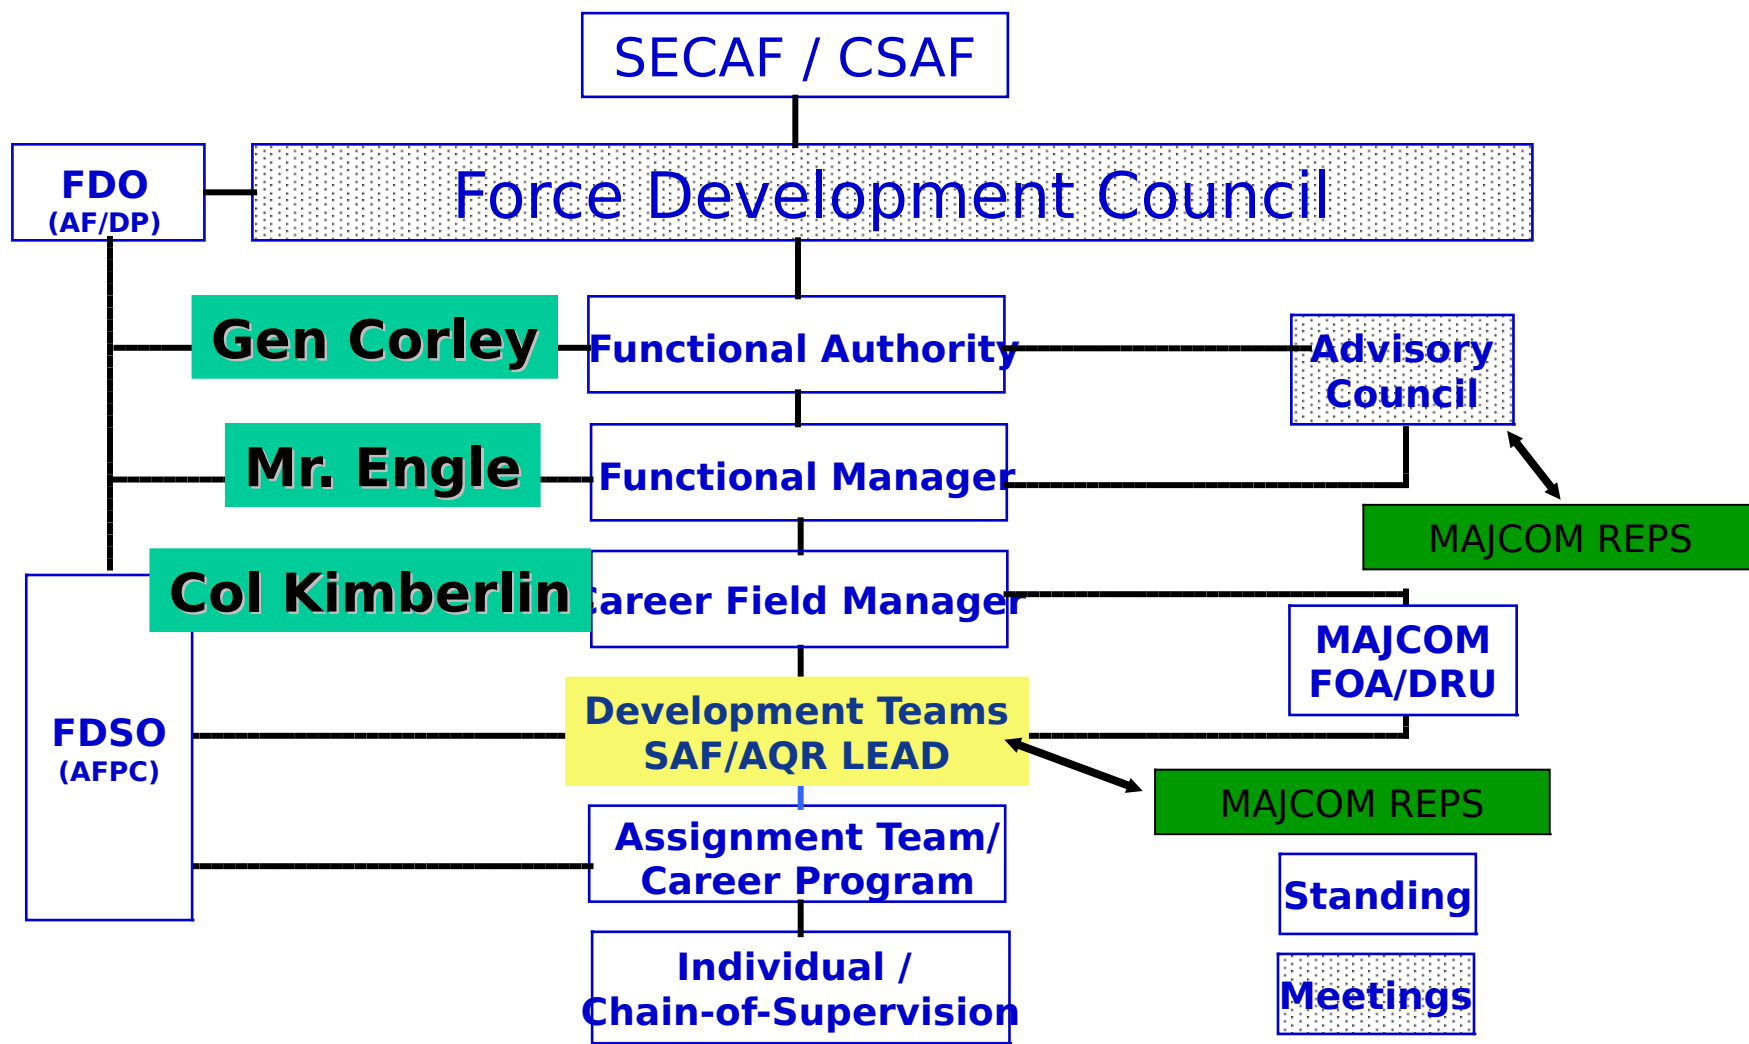 SECAF / CSAF
FDO
(AF/DP)
Force Development Council
Gen Corley
Functional Authority
Advisory
Council
Mr. Engle
Functional Manager
MAJCOM REPS
Col Kimberlin
Career Field Manager
MAJCOM
FOA/DRU
FDSO
(AFPC)
Development Teams
SAF/AQR LEAD
MAJCOM REPS
Assignment Team/
Career Program
Standing
Individual /
Chain-of-Supervision
Meetings